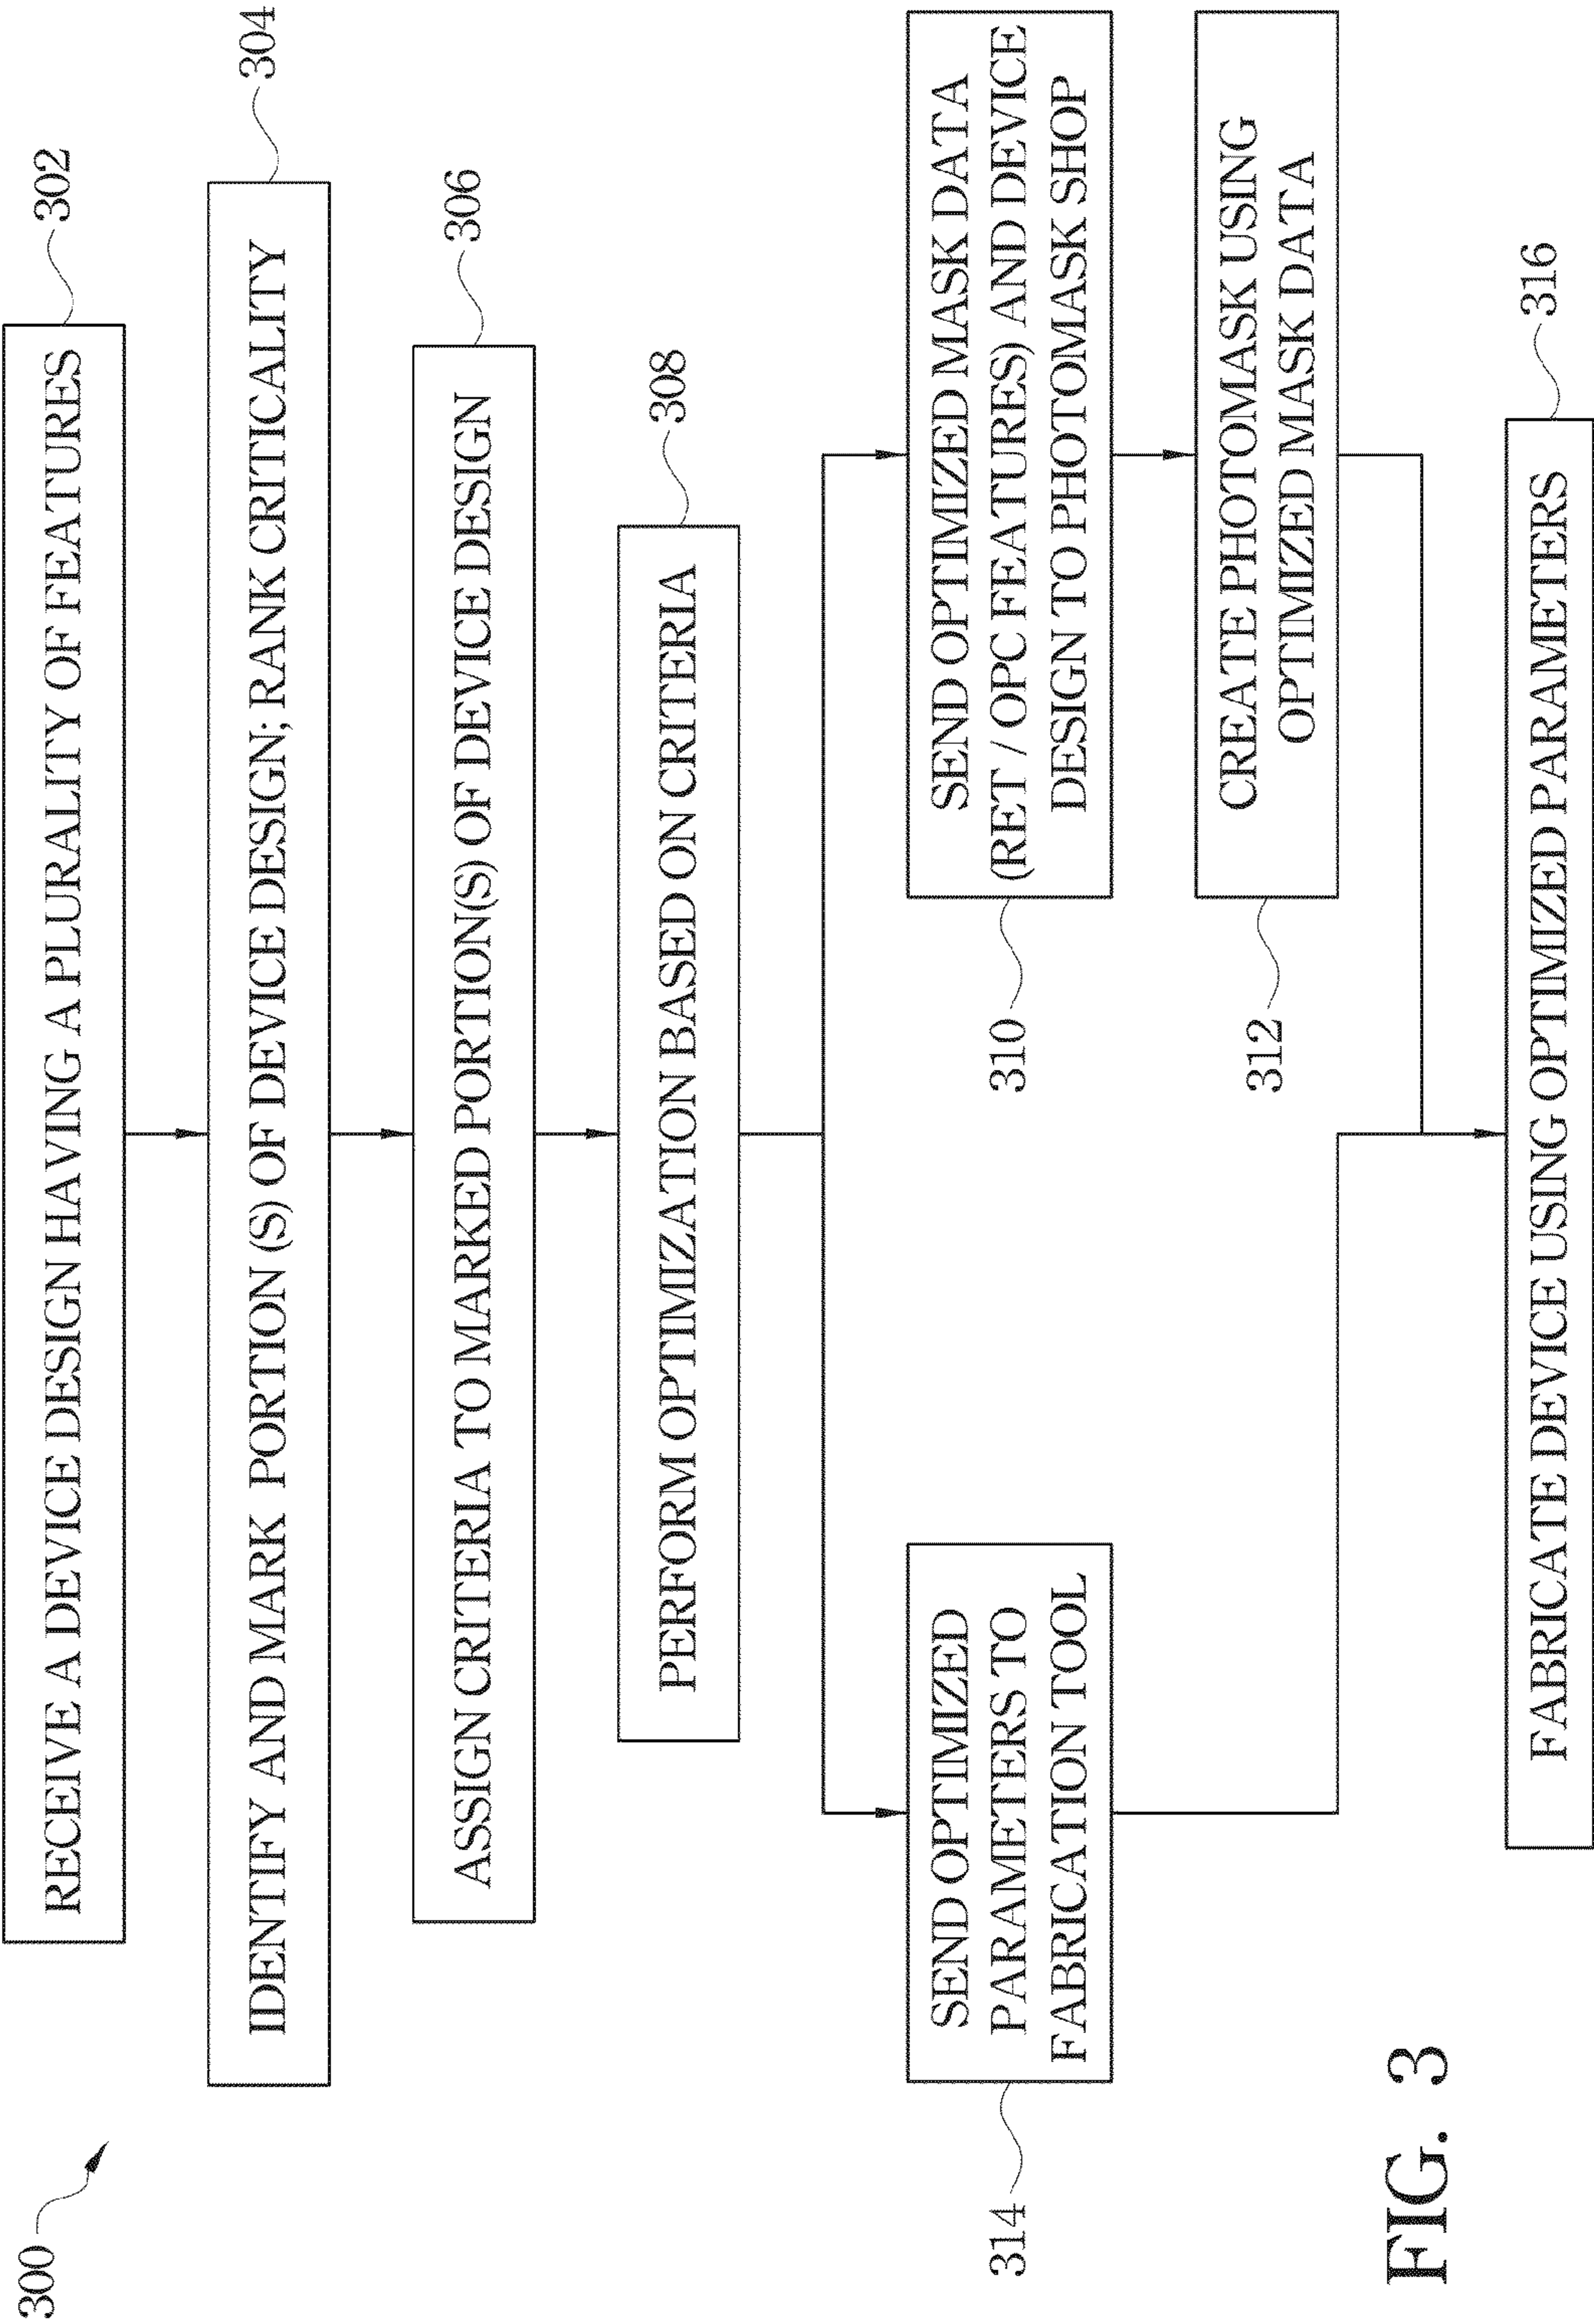 300
RECEIVE A DEVICE DESIGN HAVING A PLURALITY OF FEATURES
302
IDENTIFY AND MARK PORTION (S) OF DEVICE DESIGN; RANK CRITICALITY
304
ASSIGN CRITERIA TO MARKED PORTION(S) OF DEVICE DESIGN
306
PERFORM OPTIMIZATION BASED ON CRITERIA
308
314
SEND OPTIMIZED
PARAMETERS TO
FABRICATION TOOL
310
SEND OPTIMIZED MASK DATA
(RET / OPC FEATURES) AND DEVICE
DESIGN TO PHOTOMASK SHOP
312
CREATE PHOTOMASK USING
OPTIMIZED MASK DATA
FABRICATE DEVICE USING OPTIMIZED PARAMETERS
316
FIG. 3